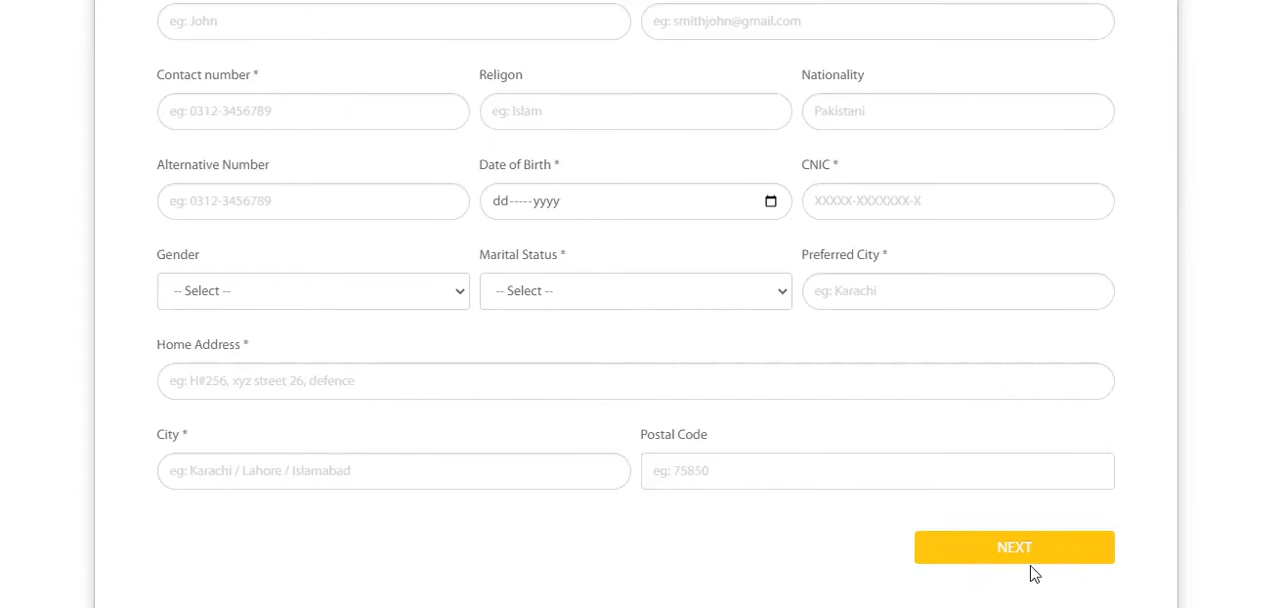 eg: John eg: smithjohn@gmail.com
Contact number * Religon Nationality
eg: 0312-3456789 eg: Islam Pakistani
Alternative Number Date of Birth * CNIC *
eg: 0312-3456789 dd-----yyyy XXXXX-XXXXXXX-X
Gender Marital Status * Preferred City *
-- Select -- -- Select -- eg: Karachi
Home Address *
eg: H#256, xyz street 26, defence
City * Postal Code
eg: Karachi / Lahore / Islamabad eg: 75850
NEXT